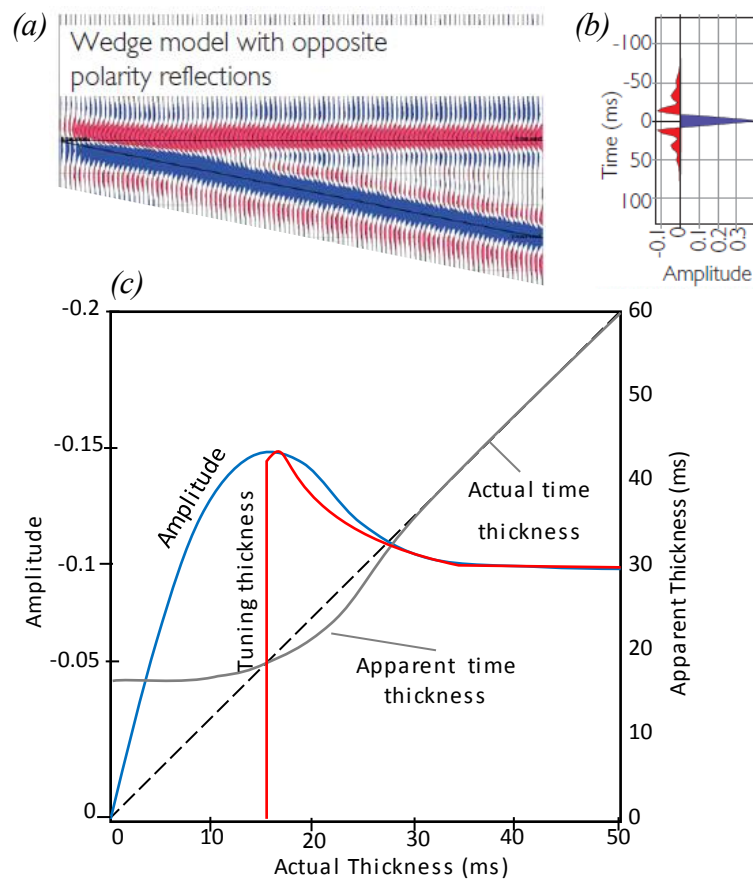 (a)
Wedge model with opposite
polarity reflections
(b)
-100
-50
0
50
100
Time (ms)
-0.1
0
0.1
0.2
0.3
Amplitude
(c)
-0.2
-0.15
-0.1
-0.05
0
Amplitude
Amplitude
Tuning thickness
Actual time
thickness
Apparent time
thickness
60
50
40
30
20
10
0
Apparent Thickness (ms)
0
10
20
30
40
50
Actual Thickness (ms)